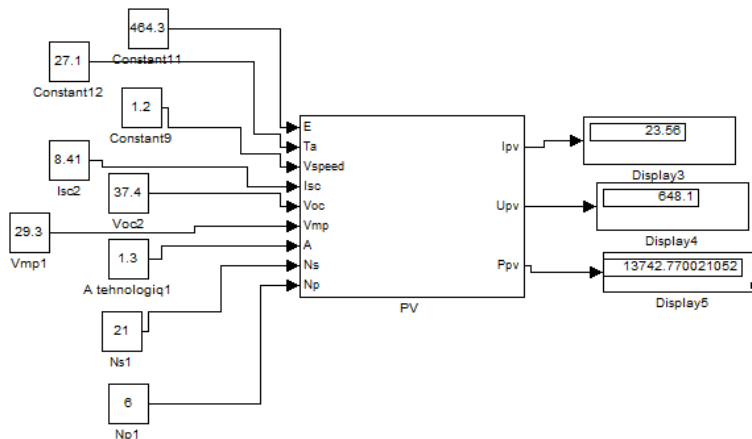 464.3
Constant11
27.1
Constant12
1.2
Constant9
8.41
Isc2
37.4
Voc2
29.3
Vmp1
1.3
A tehnologiq1
21
Ns1
6
Np1
E
Ta
Vspeed
Isc
Voc
Vmp
A
Ns
Np
Ipv
Upv
Ppv
PV
23.56
Display3
648.1
Display4
13742.770021052
Display5